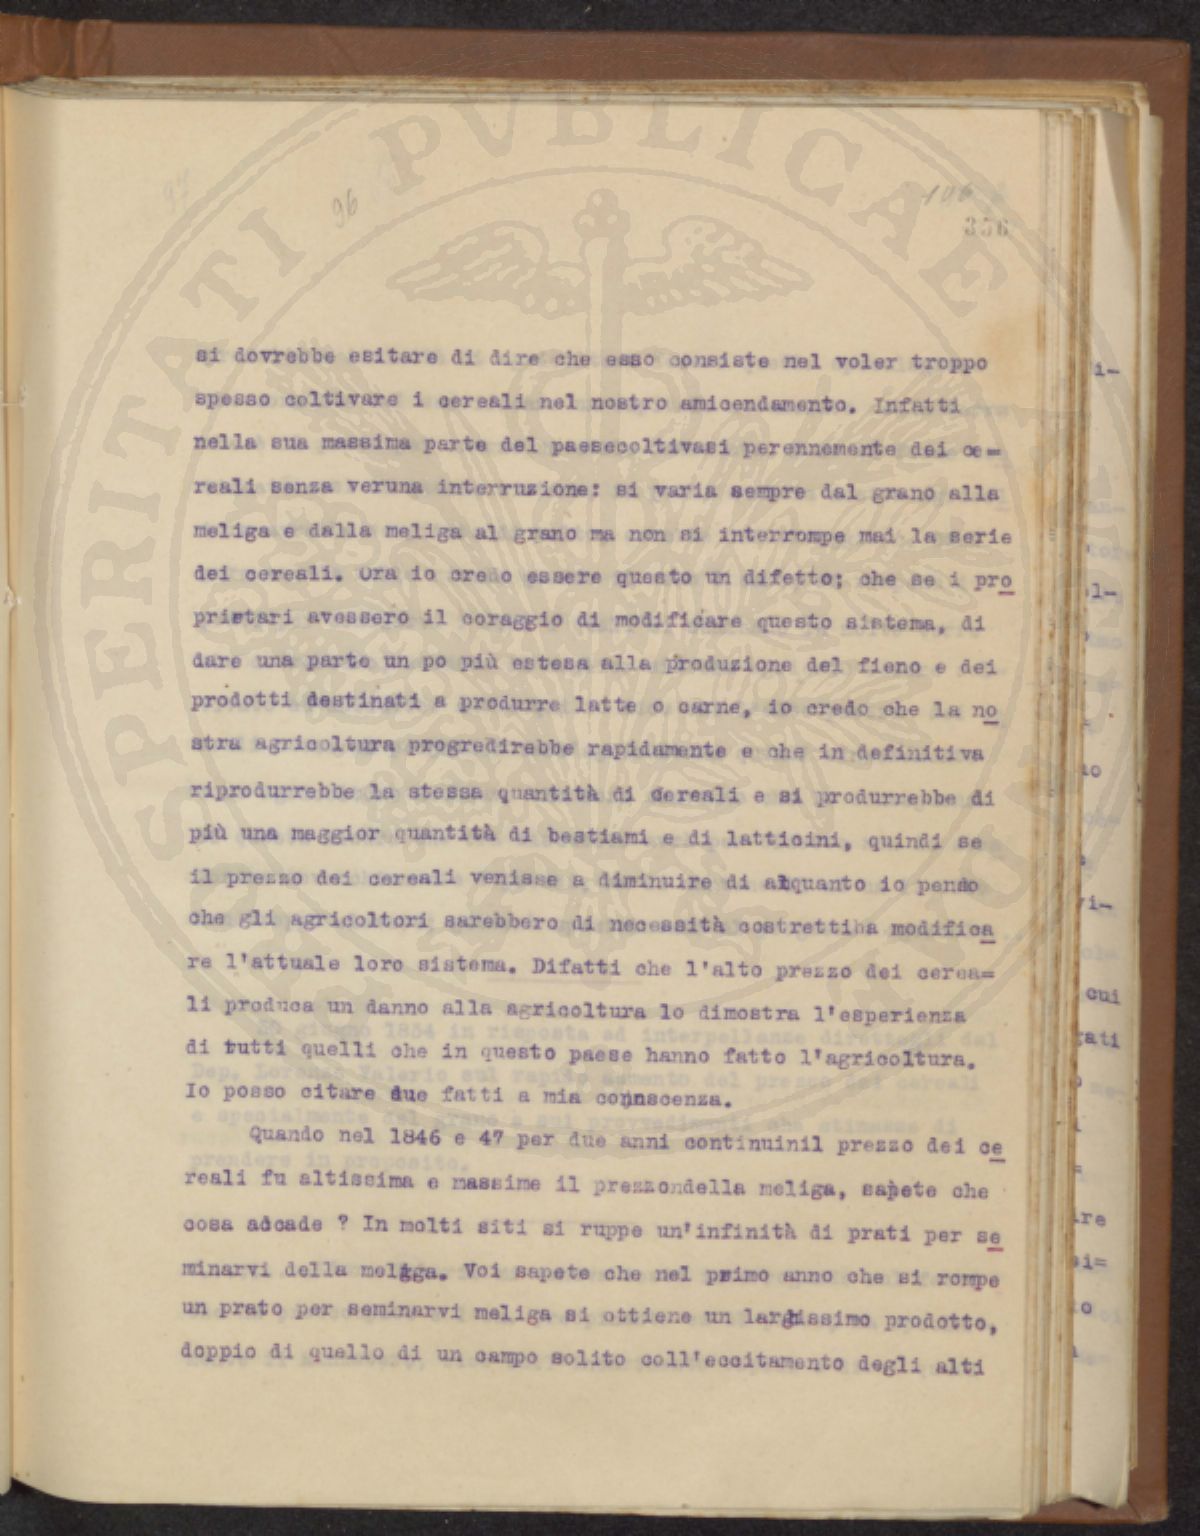 96
106
356
SPERITATI PVBLICAE
si dovrebbe esitare di dire che esso consiste nel voler troppo
spesso coltivare i cereali nel nostro amicendamento. Infatti
nella sua massima parte del paesecoltivasi perennemente dei ce=
reali senza veruna interruzione: si varia sempre dal grano alla
meliga e dalla meliga al grano ma non si interrompe mai la serie
dei cereali. Ora io credo essere questo un difetto; che se i pro
prietari avessero il coraggio di modificare questo sistema, di
dare una parte un po più estesa alla produzione del fieno e dei
prodotti destinati a produrre latte o carne, io credo che la no
stra agricoltura progredirebbe rapidamente e che in definitiva
riprodurrebbe la stessa quantità di cereali e si produrrebbe di
più una maggior quantità di bestiami e di latticini, quindi se
il prezzo dei cereali venisse a diminuire di alquanto io penso
che gli agricoltori sarebbero di necessità costretti a modifica
re l'attuale loro sistema. Difatti che l'alto prezzo dei cerea=
li produca un danno alla agricoltura lo dimostra l'esperienza
di tutti quelli che in questo paese hanno fatto l'agricoltura.
Io posso citare due fatti a mia conascenza.
Quando nel 1846 e 47 per due anni continuinil prezzo dei ce
reali fu altissima e massime il prezzondella meliga, sapete che
cosa accade ? In molti siti si ruppe un'infinità di prati per se
minarvi della meligga. Voi sapete che nel primo anno che si rompe
un prato per seminarvi meliga si ottiene un larghissimo prodotto,
doppio di quello di un campo solito coll'eccitamento degli alti